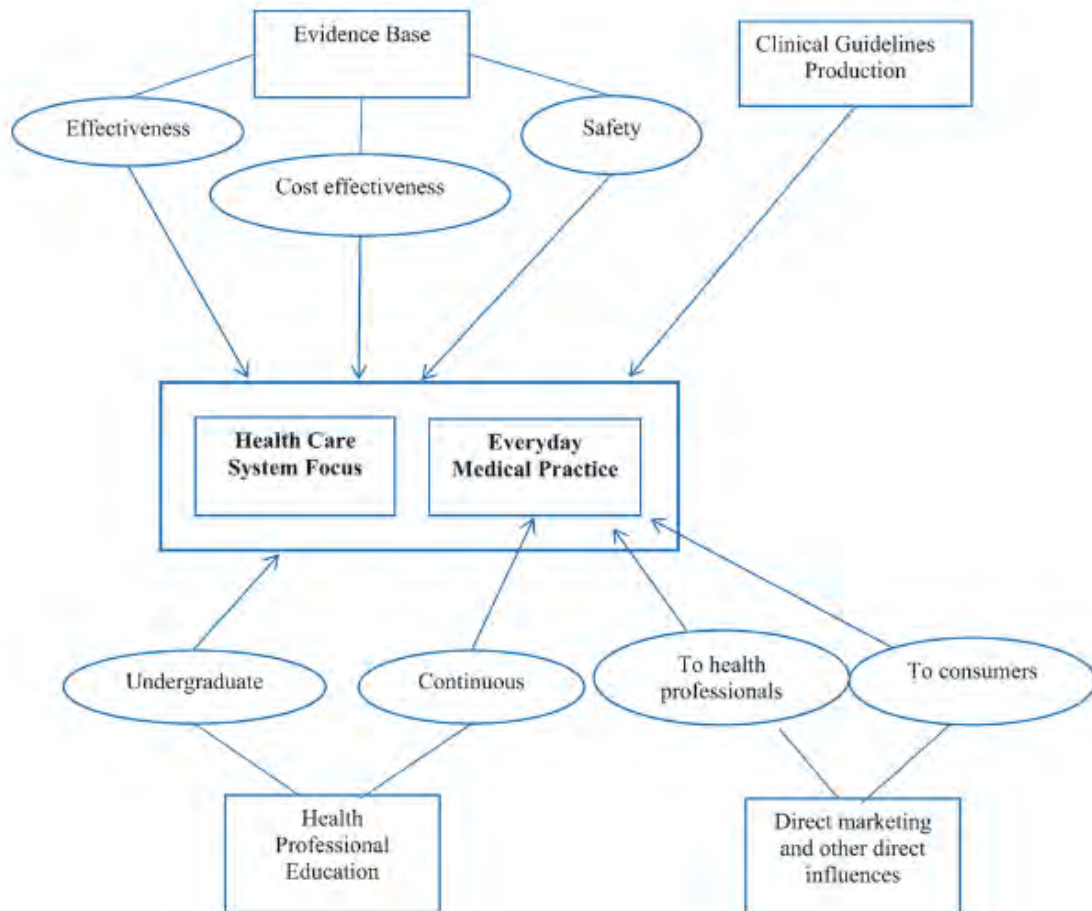 Evidence Base
Clinical Guidelines
Production
Effectiveness
Safety
Cost effectiveness
Health Care
System Focus
Everyday
Medical Practice
Undergraduate
Continuous
To health
professionals
To consumers
Health
Professional
Education
Direct marketing
and other direct
influences